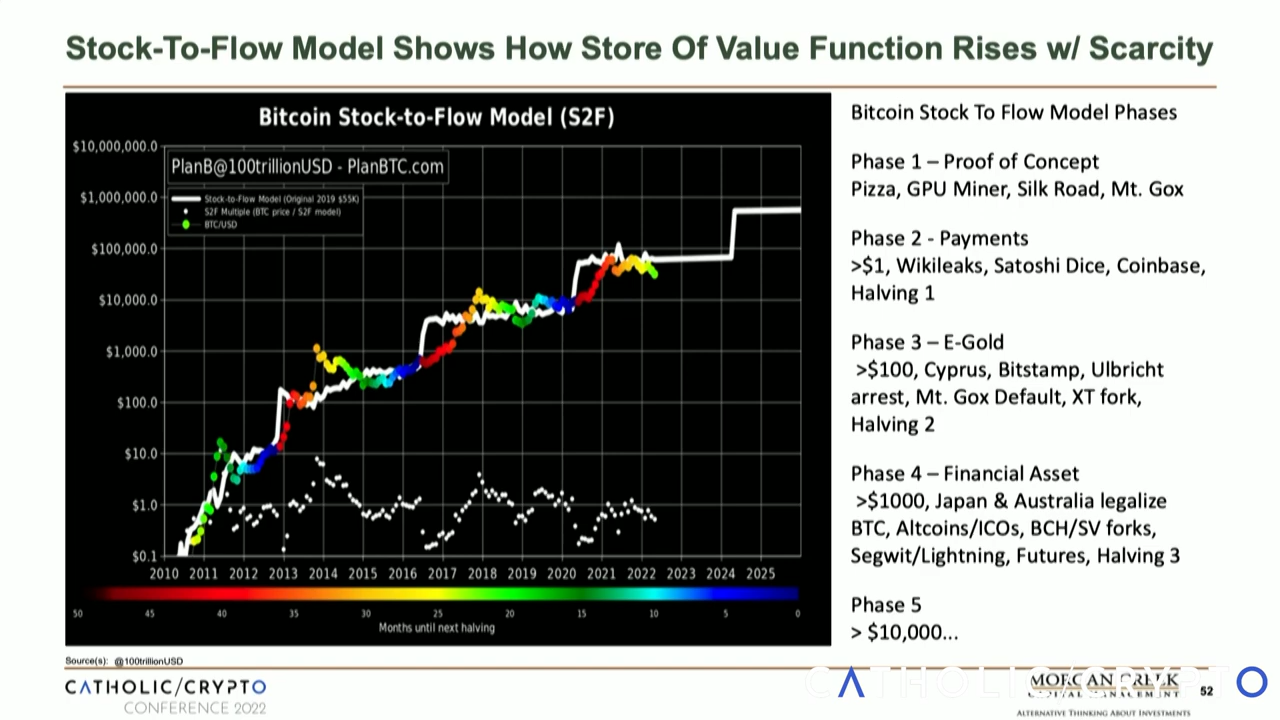 Stock-To-Flow Model Shows How Store Of Value Function Rises w/ Scarcity
Bitcoin Stock-to-Flow Model (S2F)
PlanB@100trillionUSD - PlanBTC.com
Stock-to-Flow Model (Original 2019 $55K)
S2F Multiple (BTC price / S2F model)
BTC/USD
$10,000,000.0
$1,000,000.0
$100,000.0
$10,000.0
$1,000.0
$100.0
$10.0
$1.0
$0.1
2010 2011 2012 2013 2014 2015 2016 2017 2018 2019 2020 2021 2022 2023 2024 2025
50 45 40 35 30 25 20 15 10 5 0
Months until next halving
Bitcoin Stock To Flow Model Phases
Phase 1 – Proof of Concept
Pizza, GPU Miner, Silk Road, Mt. Gox
Phase 2 - Payments
>$1, Wikileaks, Satoshi Dice, Coinbase,
Halving 1
Phase 3 – E-Gold
>$100, Cyprus, Bitstamp, Ulbricht
arrest, Mt. Gox Default, XT fork,
Halving 2
Phase 4 – Financial Asset
>$1000, Japan & Australia legalize
BTC, Altcoins/ICOs, BCH/SV forks,
Segwit/Lightning, Futures, Halving 3
Phase 5
> $10,000...
Source(s): @100trillionUSD
CATHOLIC/CRYPTO
CONFERENCE 2022
CATHOLIC/CRYPTO
MORGAN CREEK
CAPITAL MANAGEMENT
ALTERNATIVE THINKING ABOUT INVESTMENTS
52